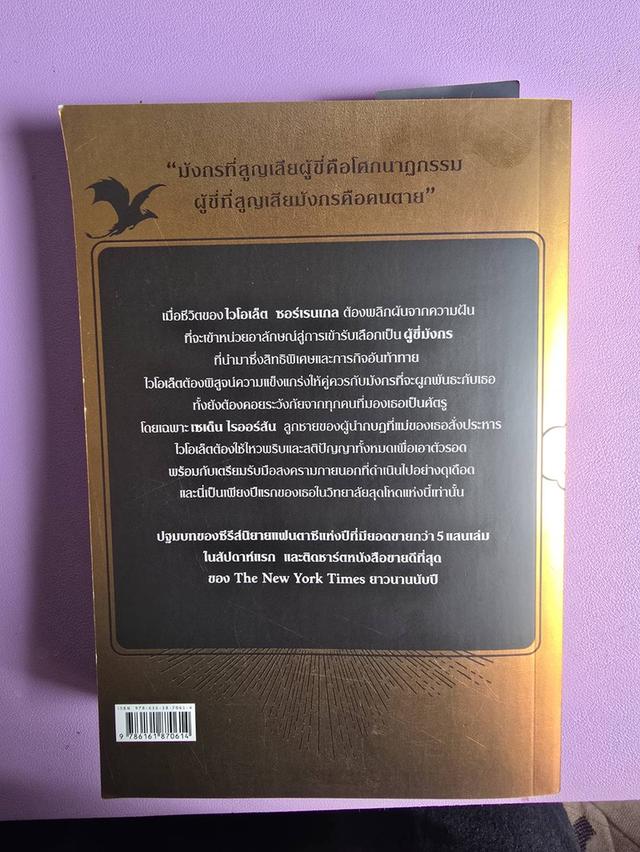 “มังกรที่สูญเสียผู้ขี่คือโศกนาฏกรรม
ผู้ขี่ที่สูญเสียมังกรคือคนตาย”
เมื่อชีวิตของไวโอเล็ต ซอร์เรนเกล ต้องพลิกผันจากความฝัน
ที่จะเข้าหน่วยอาลักษณ์สู่การเข้ารับเลือกเป็น ผู้ขี่มังกร
ที่นำมาซึ่งสิทธิพิเศษและภารกิจอันท้าทาย
ไวโอเล็ตต้องพิสูจน์ความแข็งแกร่งให้คู่ควรกับมังกรที่จะผูกพันธะกับเธอ
ทั้งยังต้องคอยระวังภัยจากทุกคนที่มองเธอเป็นศัตรู
โดยเฉพาะ เซเด็น ไรออร์สัน ลูกชายของผู้นำกบฏที่แม่ของเธอสั่งประหาร
ไวโอเล็ตต้องใช้ไหวพริบและสติปัญญาทั้งหมดเพื่อเอาตัวรอด
พร้อมกับเตรียมรับมือสงครามภายนอกที่ดำเนินไปอย่างดุเดือด
และนี่เป็นเพียงปีแรกของเธอในวิทยาลัยสุดโหดแห่งนี้เท่านั้น
ปฐมบทของซีรีส์นิยายแฟนตาซีแห่งปีที่มียอดขายกว่า 5 แสนเล่ม
ในสัปดาห์แรก และติดชาร์ตหนังสือขายดีที่สุด
ของ The New York Times ยาวนานนับปี
ISBN 978-616-18-7061-4
9 786161 870614